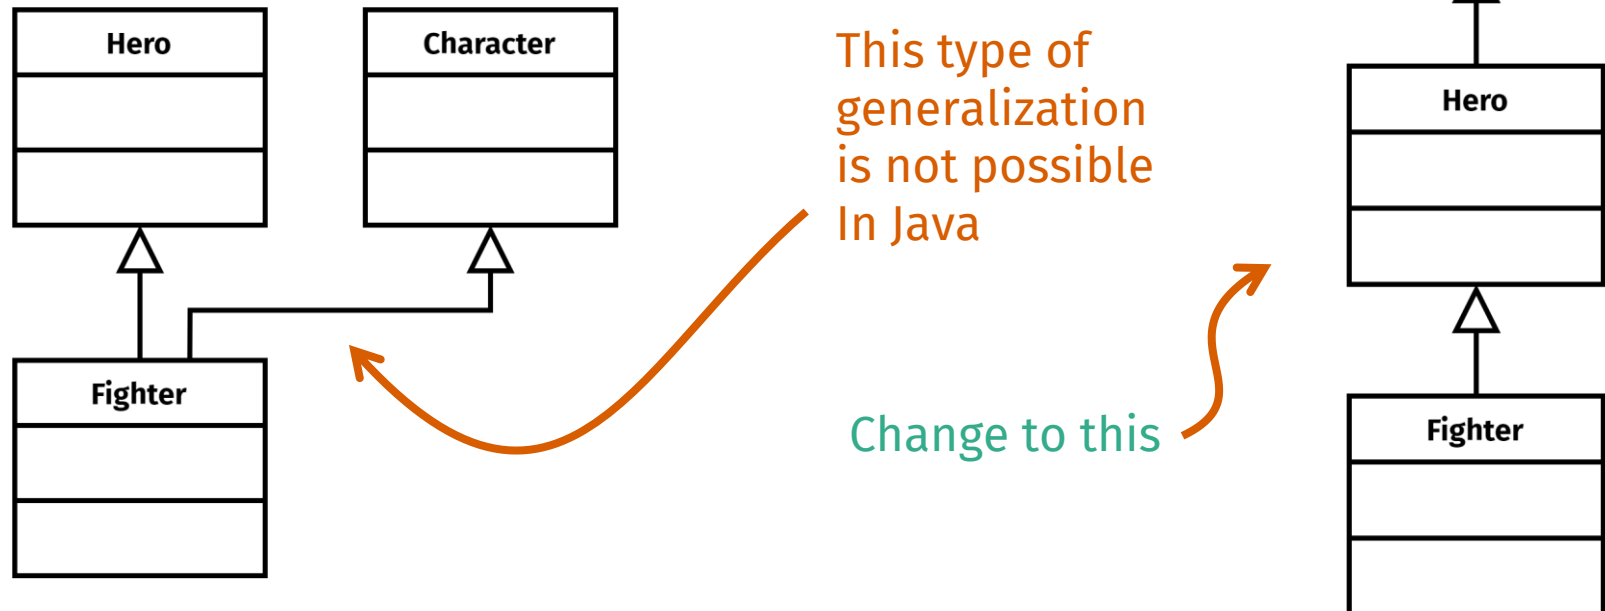 Hero
Character
Fighter
This type of
generalization
is not possible
In Java
Change to this
Hero
Fighter